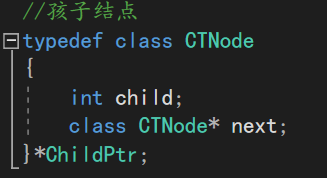 //孩子结点
typedef class CTNode
{
int child;
class CTNode* next;
}*ChildPtr;